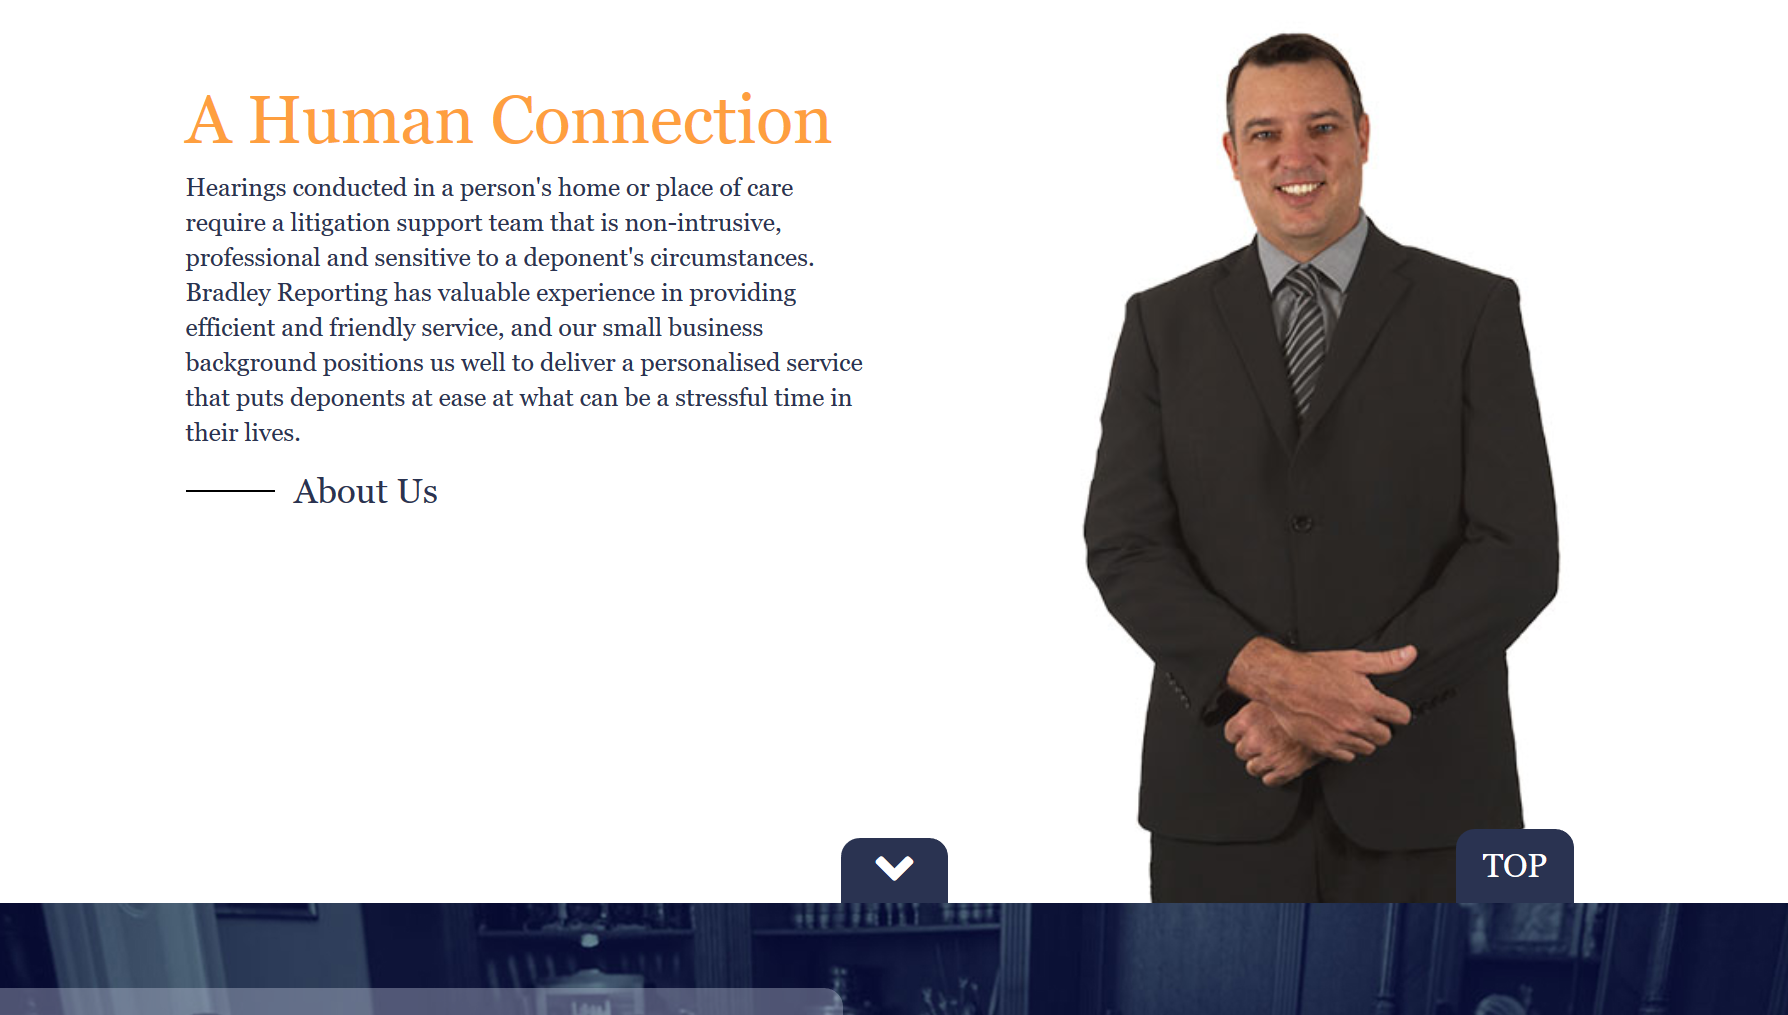 A Human Connection
Hearings conducted in a person's home or place of care
require a litigation support team that is non-intrusive,
professional and sensitive to a deponent's circumstances.
Bradley Reporting has valuable experience in providing
efficient and friendly service, and our small business
background positions us well to deliver a personalised service
that puts deponents at ease at what can be a stressful time in
their lives.
About Us
TOP